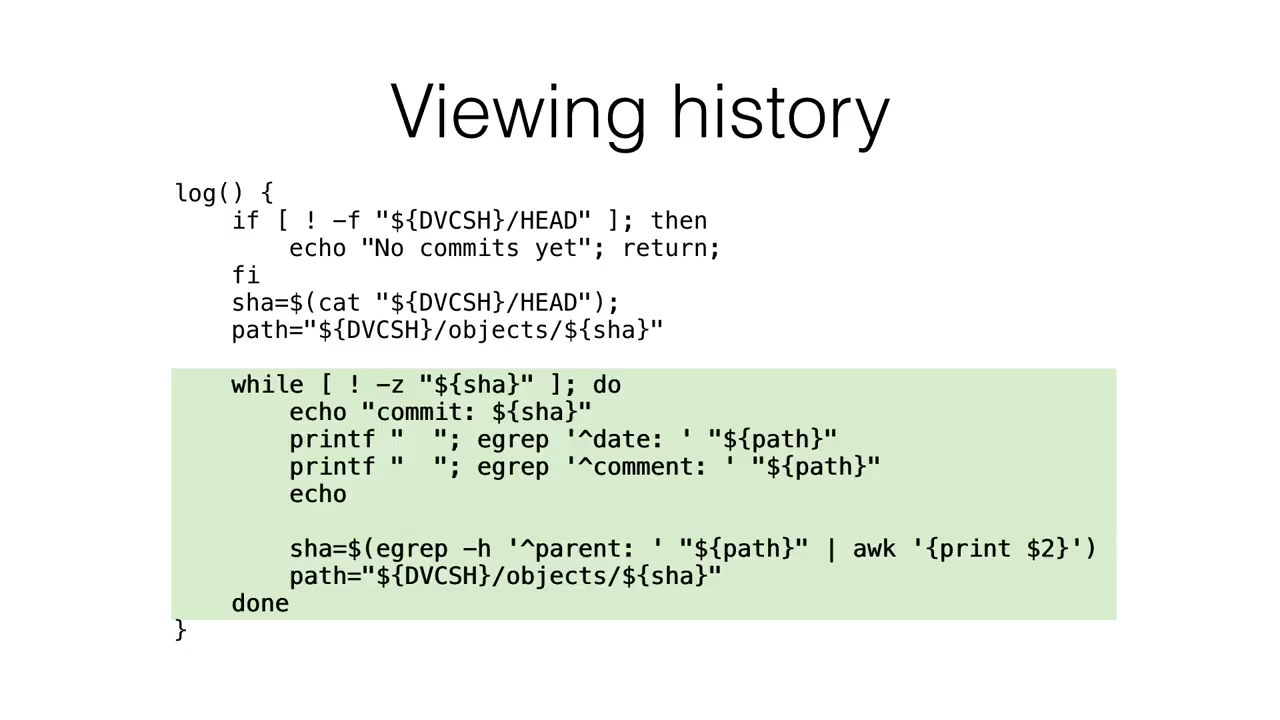 Viewing history
log() {
    if [ ! -f "${DVCSH}/HEAD" ]; then
        echo "No commits yet"; return;
    fi
    sha=$(cat "${DVCSH}/HEAD");
    path="${DVCSH}/objects/${sha}"

    while [ ! -z "${sha}" ]; do
        echo "commit: ${sha}"
        printf "  "; egrep '^date: ' "${path}"
        printf "  "; egrep '^comment: ' "${path}"
        echo

        sha=$(egrep -h '^parent: ' "${path}" | awk '{print $2}')
        path="${DVCSH}/objects/${sha}"
    done
}